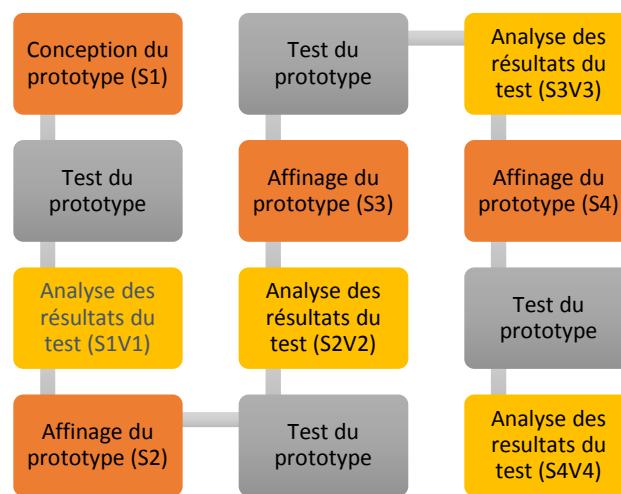 Conception du
prototype (S1)
Test du
prototype
Analyse des
résultats du
test (S1V1)
Affinage du
prototype (S2)
Test du
prototype
Analyse des
résultats du
test (S2V2)
Affinage du
prototype (S3)
Test du
prototype
Analyse des
résultats du
test (S3V3)
Affinage du
prototype (S4)
Test du
prototype
Analyse des
resultats du
test (S4V4)